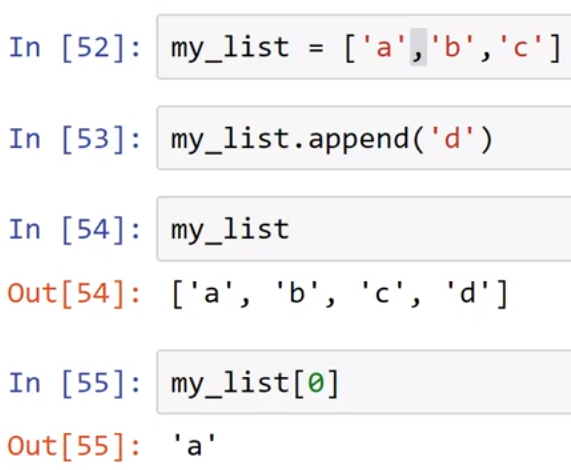 In [52]: my_list = ['a','b','c']
In [53]: my_list.append('d')
In [54]: my_list
Out[54]: ['a', 'b', 'c', 'd']
In [55]: my_list[0]
Out[55]: 'a'